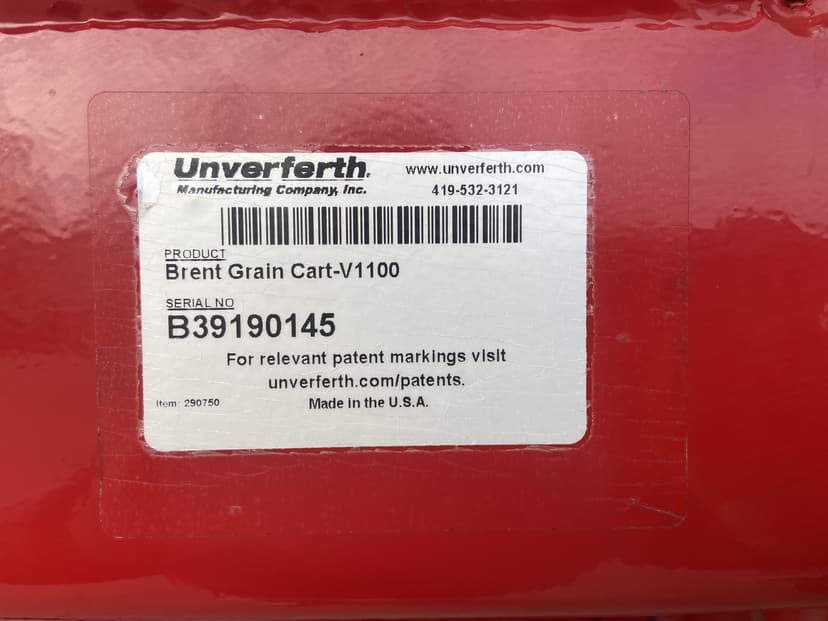 Unverferth.
Manufacturing Company, Inc.
www.unverferth.com
419-532-3121
PRODUCT
Brent Grain Cart-V1100
SERIAL NO
B39190145
For relevant patent markings visit
unverferth.com/patents.
Item: 290750
Made in the U.S.A.